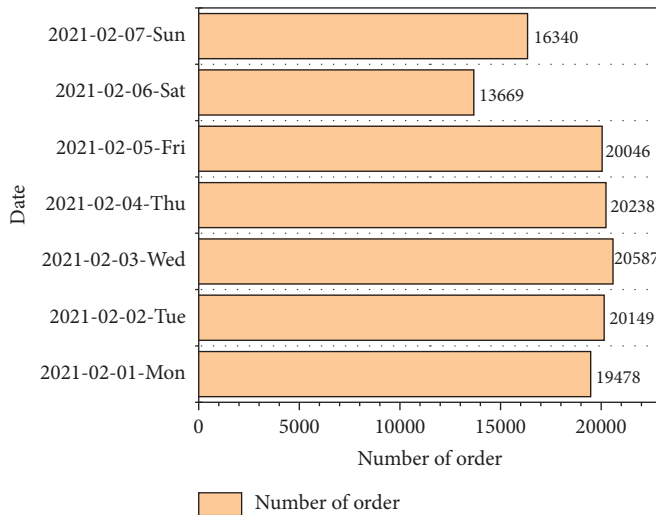 2021-02-07-Sun
16340
2021-02-06-Sat
13669
2021-02-05-Fri
20046
2021-02-04-Thu
20238
2021-02-03-Wed
20587
2021-02-02-Tue
20149
2021-02-01-Mon
19478
Date
0 5000 10000 15000 20000
Number of order
Number of order